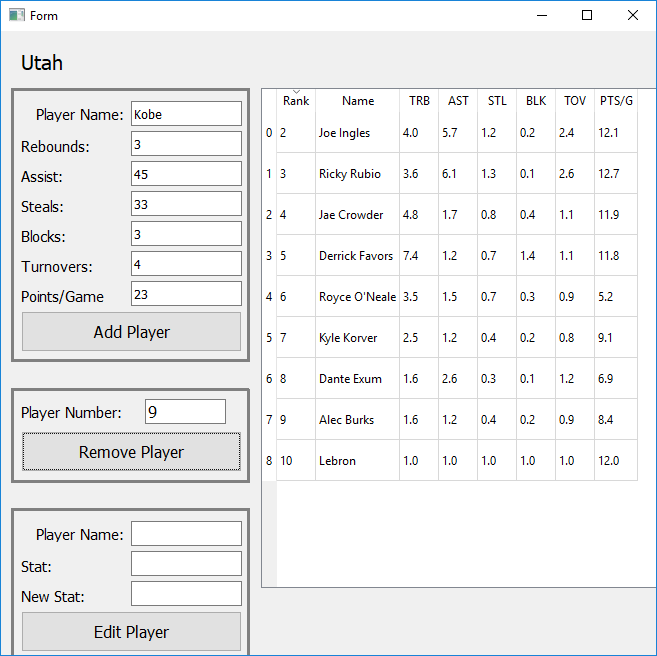 Form
Utah
Player Name: Kobe
Rebounds: 3
Assist: 45
Steals: 33
Blocks: 3
Turnovers: 4
Points/Game 23
Add Player
Player Number: 9
Remove Player
Player Name:
Stat:
New Stat:
Edit Player
Rank Name TRB AST STL BLK TOV PTS/G
0 2 Joe Ingles 4.0 5.7 1.2 0.2 2.4 12.1
1 3 Ricky Rubio 3.6 6.1 1.3 0.1 2.6 12.7
2 4 Jae Crowder 4.8 1.7 0.8 0.4 1.1 11.9
3 5 Derrick Favors 7.4 1.2 0.7 1.4 1.1 11.8
4 6 Royce O'Neale 3.5 1.5 0.7 0.3 0.9 5.2
5 7 Kyle Korver 2.5 1.2 0.4 0.2 0.8 9.1
6 8 Dante Exum 1.6 2.6 0.3 0.1 1.2 6.9
7 9 Alec Burks 1.6 1.2 0.4 0.2 0.9 8.4
8 10 Lebron 1.0 1.0 1.0 1.0 1.0 12.0